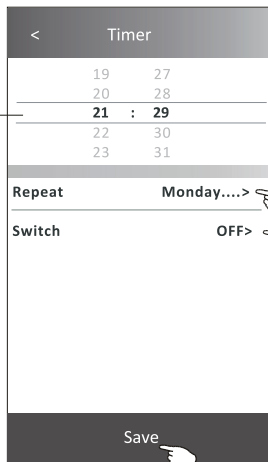 < Timer
19 27
20 28
21 : 29
22 30
23 31
Repeat Monday....>
Switch OFF>
Save